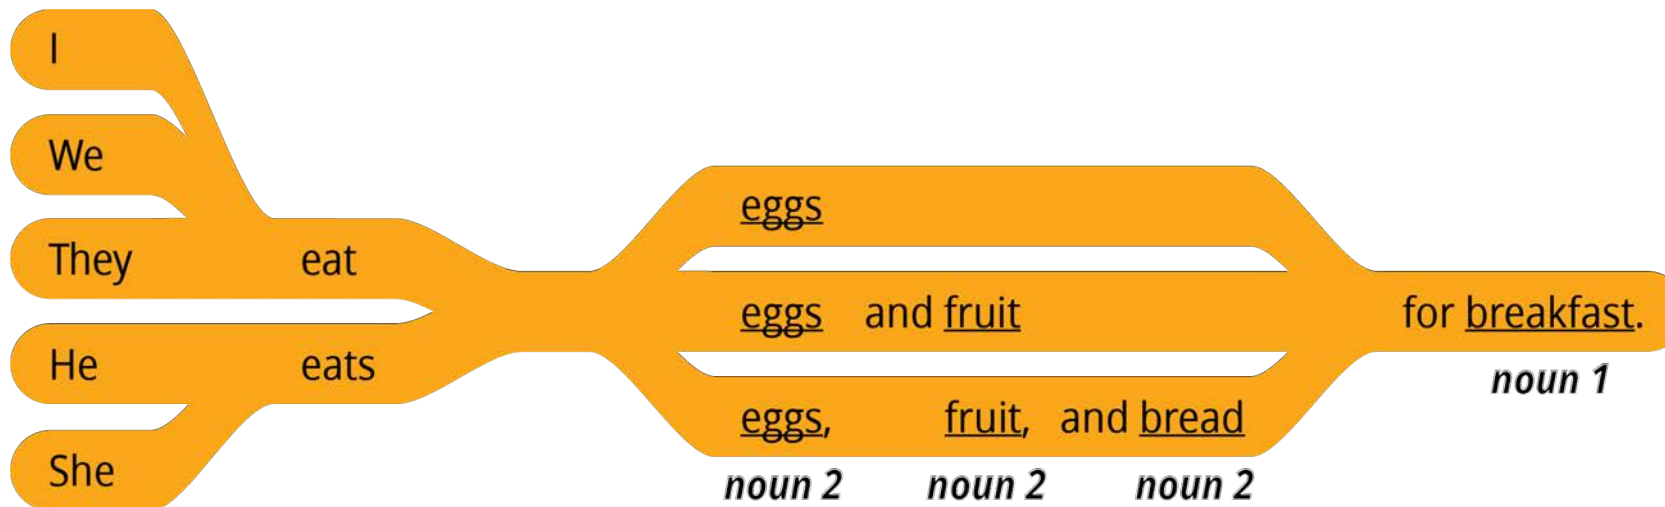 I
We
eggs
They eat
eggs and fruit for breakfast.
He eats
noun 1
eggs, fruit, and bread
She
noun 2 noun 2 noun 2